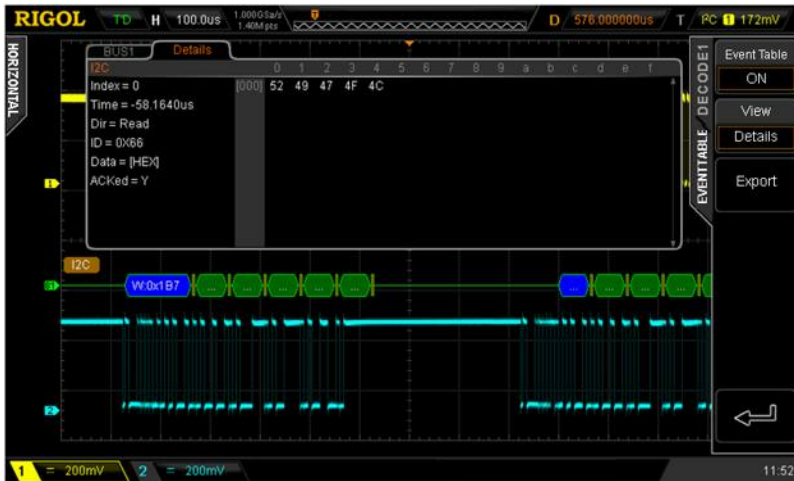 RIGOL T'D H 100.0us 1.000GSa/s 1.40M pts D 576.000000us T I²C 1 172mV
HORIZONTAL
BUS1 Details
I2C 0 1 2 3 4 5 6 7 8 9 a b c d e f
Index = 0 [000] 52 49 47 4F 4C
Time = -58.1640us
Dir = Read
ID = 0X66
Data = [HEX]
ACKed = Y
DECODE1
EVENTTABLE
Event Table
ON
View
Details
Export
I2C
W:0x1B7 ... ... ... ... ... ... ... ... ...
2
1 = 200mV 2 = 200mV 11:52